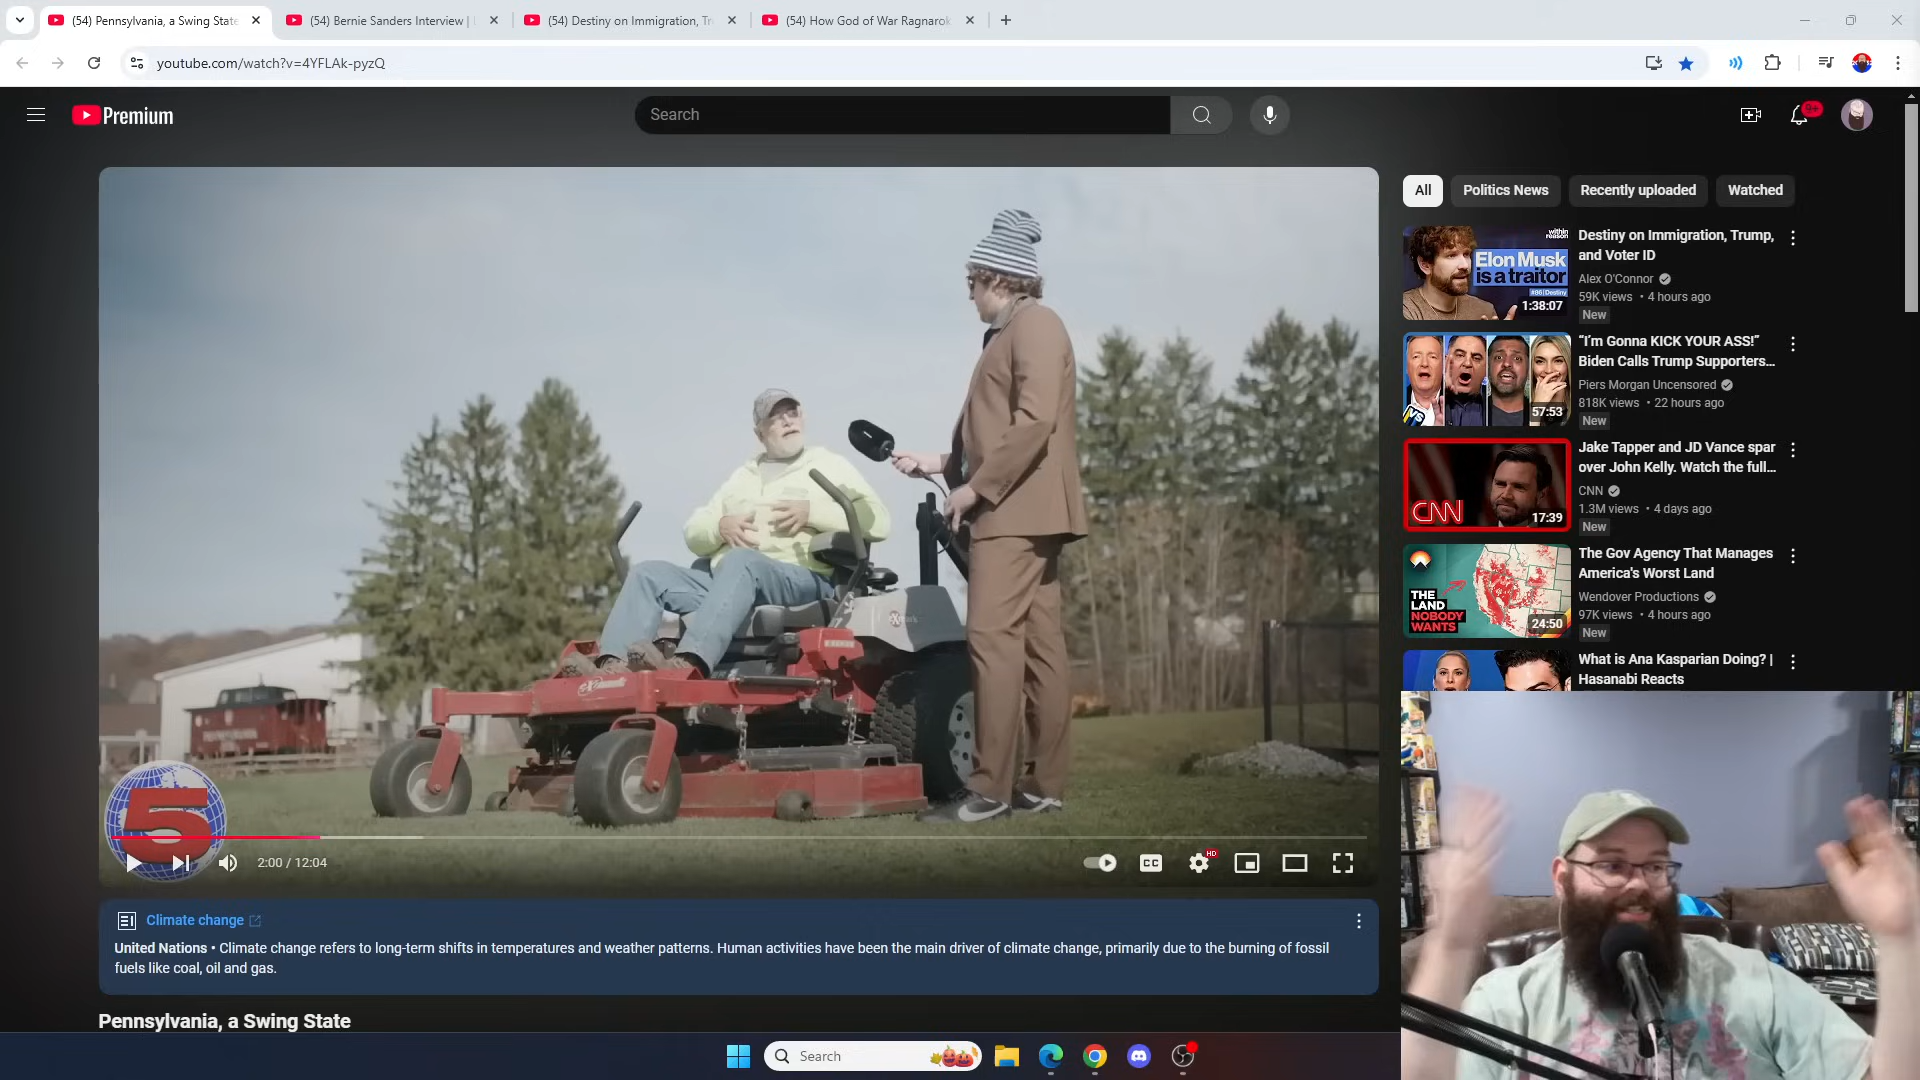 (54) Pennsylvania, a Swing State
(54) Bernie Sanders Interview |
(54) Destiny on Immigration, Tr
(54) How God of War Ragnarok
youtube.com/watch?v=4YFLAk-pyzQ
Premium
Search
9+
All
Politics News
Recently uploaded
Watched
within reason
Elon Musk
is a traitor
#86 | Destiny
1:38:07
Destiny on Immigration, Trump,
and Voter ID
Alex O'Connor
59K views • 4 hours ago
New
57:53
"I'm Gonna KICK YOUR ASS!"
Biden Calls Trump Supporters...
Piers Morgan Uncensored
818K views • 22 hours ago
New
CNN
17:39
Jake Tapper and JD Vance spar
over John Kelly. Watch the full...
CNN
1.3M views • 4 days ago
New
THE
LAND
NOBODY
WANTS
24:50
The Gov Agency That Manages
America's Worst Land
Wendover Productions
97K views • 4 hours ago
New
What is Ana Kasparian Doing? |
Hasanabi Reacts
5
2:00 / 12:04
CC
HD
Climate change
United Nations • Climate change refers to long-term shifts in temperatures and weather patterns. Human activities have been the main driver of climate change, primarily due to the burning of fossil
fuels like coal, oil and gas.
Pennsylvania, a Swing State
Search